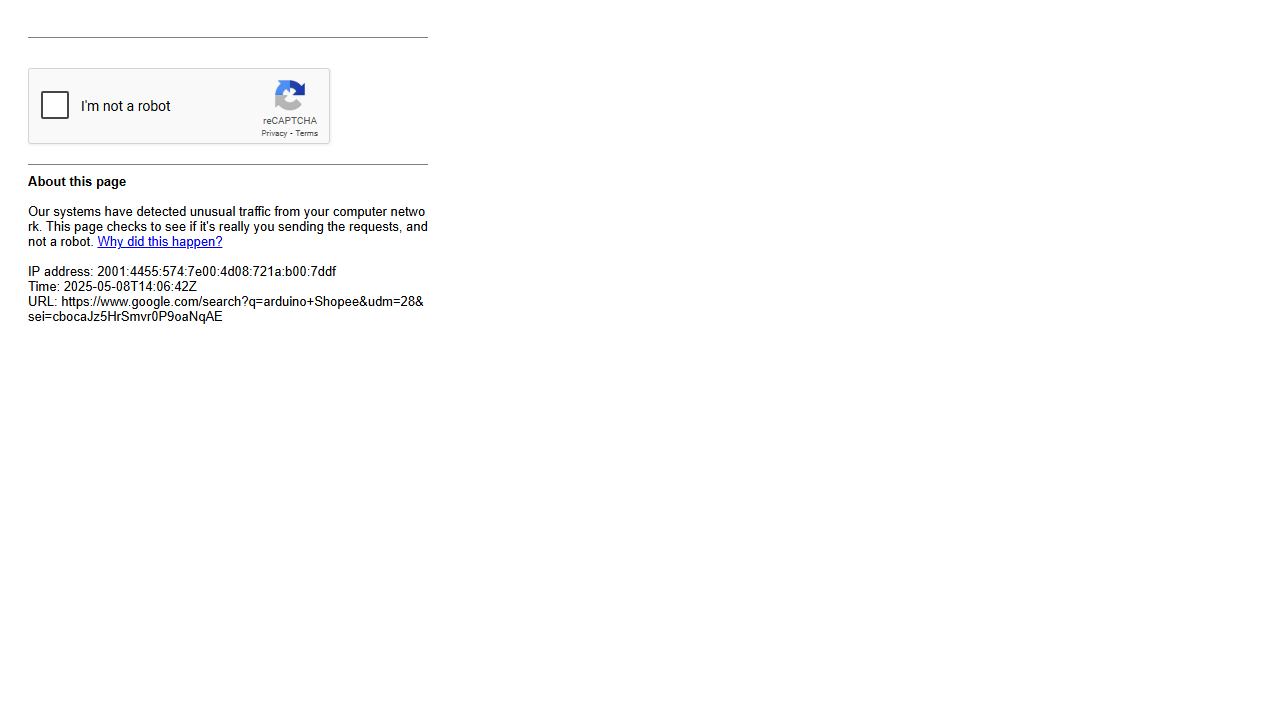 I'm not a robot
reCAPTCHA
Privacy - Terms
About this page
Our systems have detected unusual traffic from your computer netwo
rk. This page checks to see if it's really you sending the requests, and
not a robot. Why did this happen?
IP address: 2001:4455:574:7e00:4d08:721a:b00:7ddf
Time: 2025-05-08T14:06:42Z
URL: https://www.google.com/search?q=arduino+Shopee&udm=28&
sei=cbocaJz5HrSmvr0P9oaNqAE